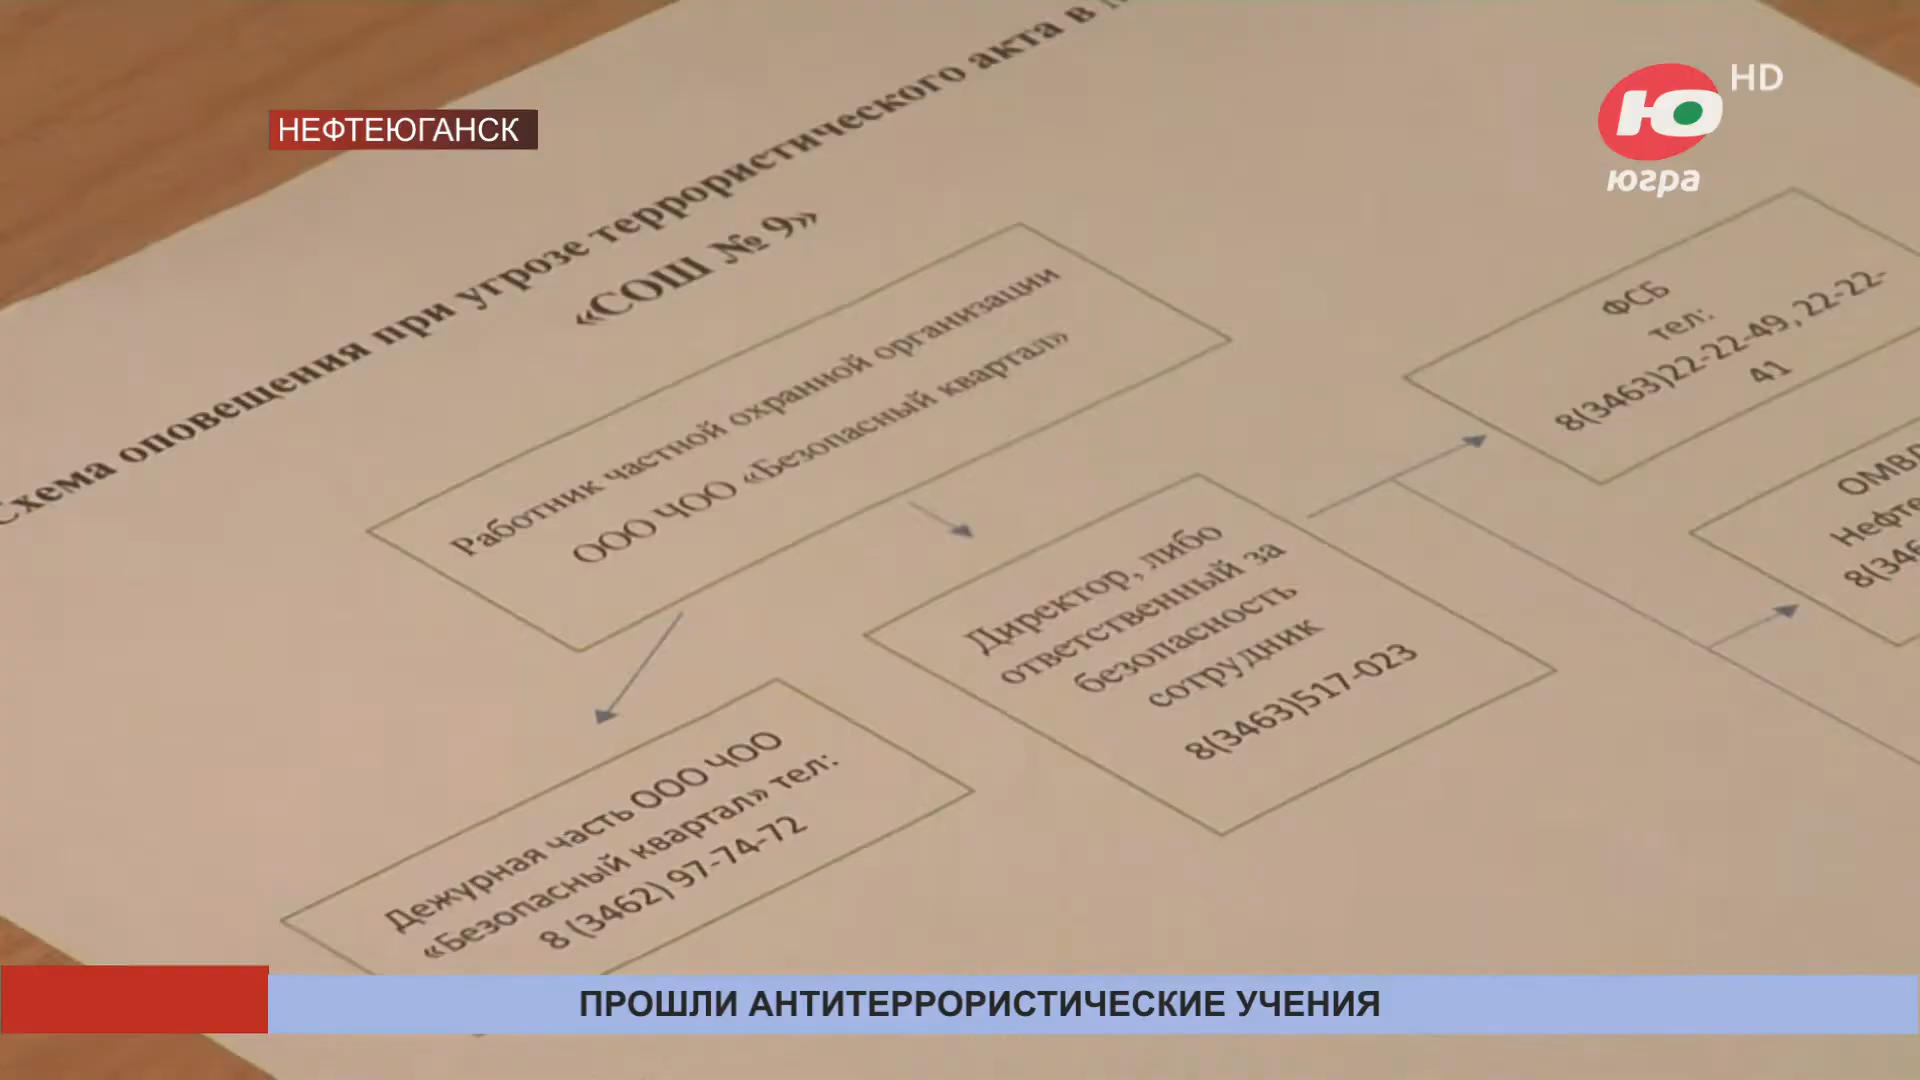 НЕФТЕЮГАНСК
HD
Ю
югра
Схема оповещения при угрозе террористического акта в
«СОШ № 9»
Работник частной охранной организации
ООО ЧОО «Безопасный квартал»
ФСБ
тел:
8(3463)22-22-49, 22-22-
41
ОМВД
Нефте
8(346
Директор, либо
ответственный за
безопасность
сотрудник
8(3463)517-023
Дежурная часть ООО ЧОО
«Безопасный квартал» тел:
8 (3462) 97-74-72
ПРОШЛИ АНТИТЕРРОРИСТИЧЕСКИЕ УЧЕНИЯ